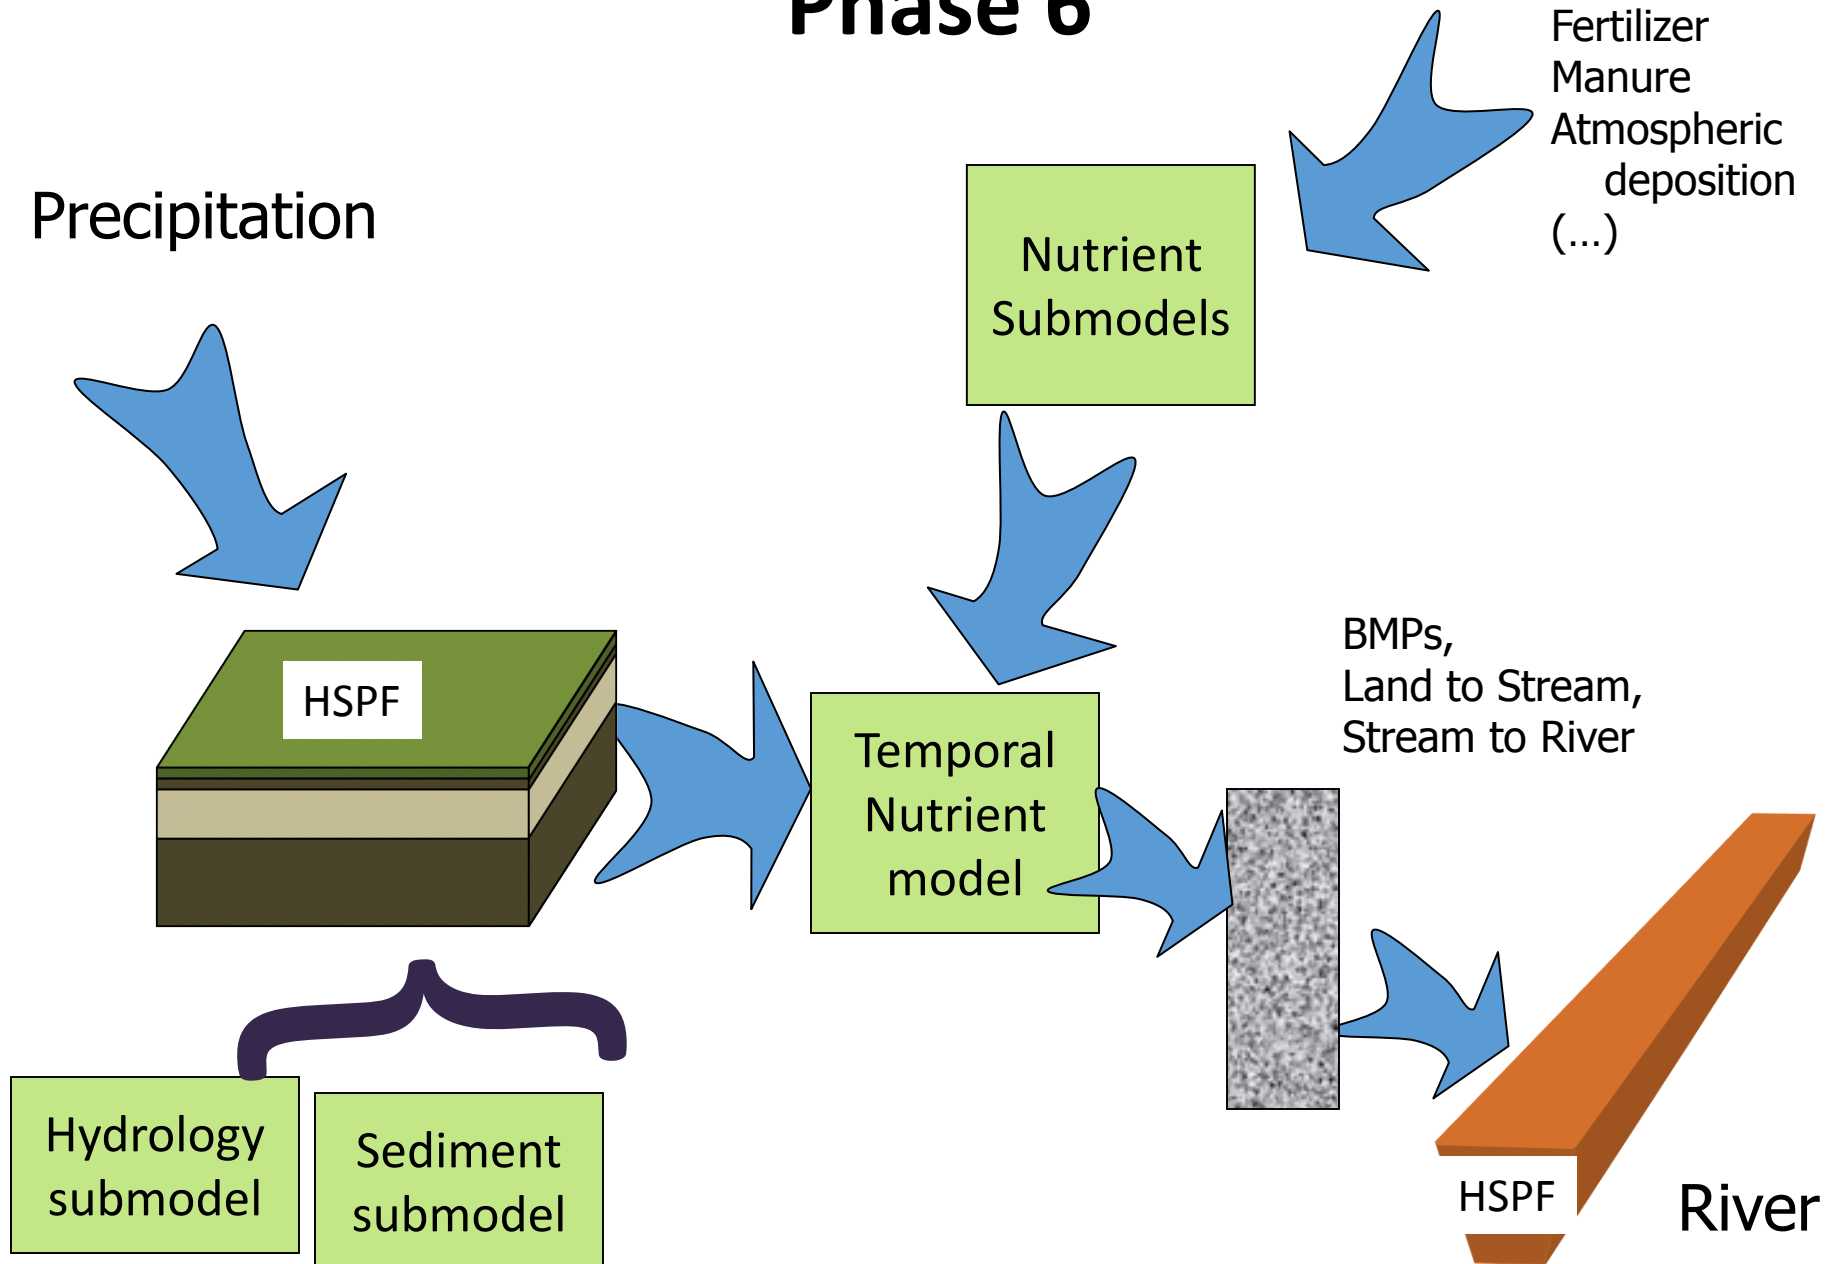 Phase 6
Fertilizer
Manure
Atmospheric
deposition
(...)
Precipitation
Nutrient
Submodels
HSPF
BMPs,
Land to Stream,
Stream to River
Temporal
Nutrient
model
Hydrology
submodel
Sediment
submodel
HSPF
River